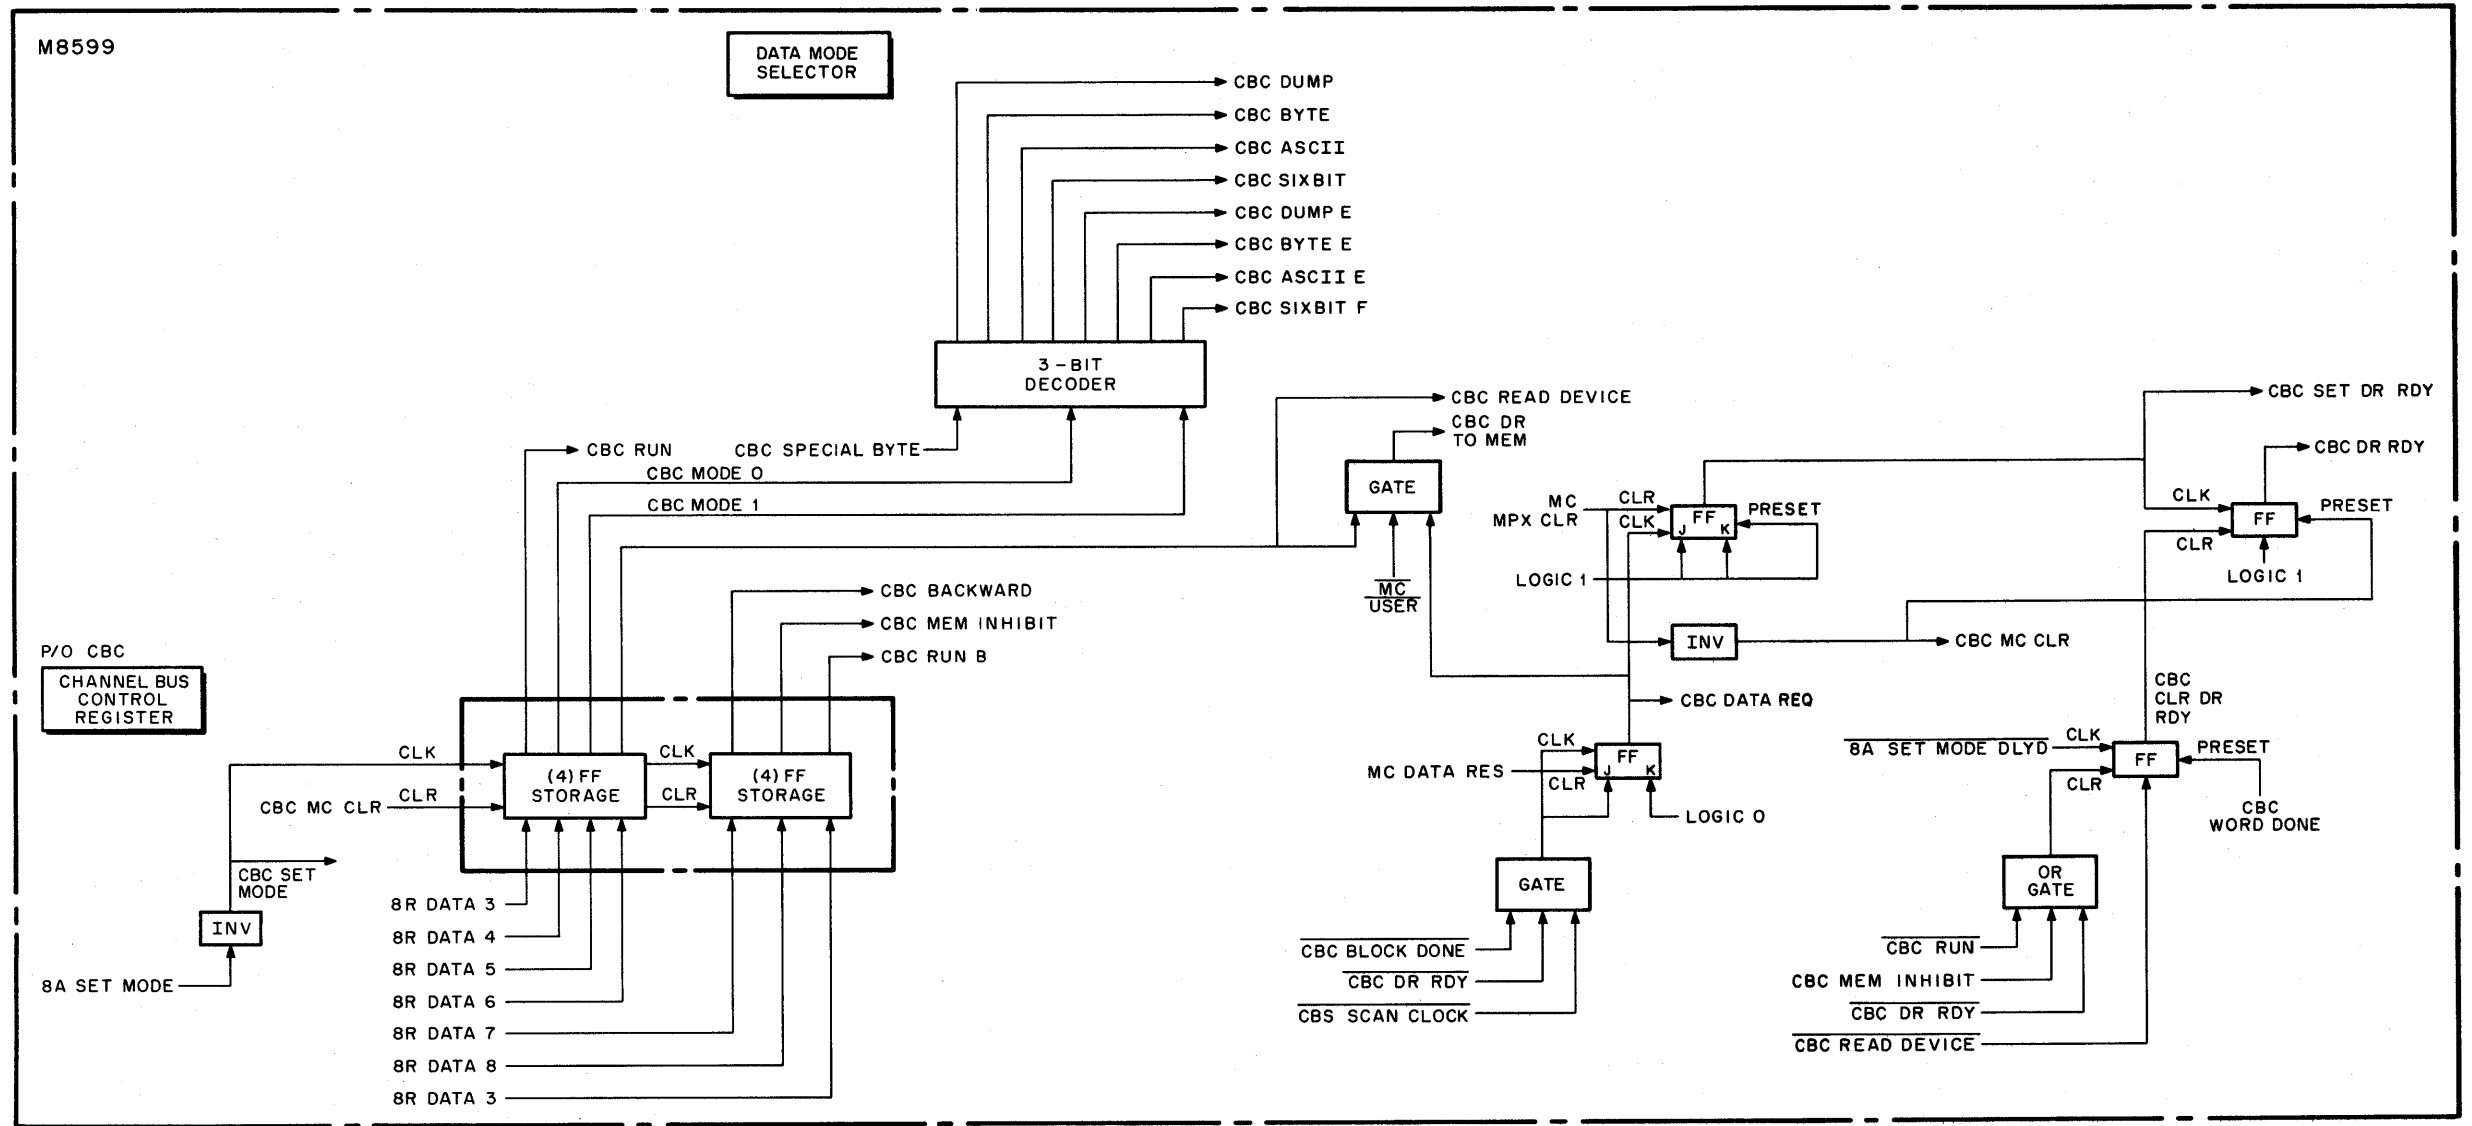 M8599
DATA MODE
SELECTOR
CBC DUMP
CBC BYTE
CBC ASCII
CBC SIXBIT
CBC DUMP E
CBC BYTE E
CBC ASCII E
CBC SIXBIT F
3-BIT
DECODER
CBC RUN
CBC SPECIAL BYTE
CBC MODE 0
CBC MODE 1
CBC READ DEVICE
CBC DR
TO MEM
GATE
MC
USER
CBC BACKWARD
CBC MEM INHIBIT
CBC RUN B
P/O CBC
CHANNEL BUS
CONTROL
REGISTER
CLK
CBC MC CLR
CLR
(4) FF
STORAGE
CLK
CLR
(4) FF
STORAGE
CBC SET
MODE
INV
8A SET MODE
8R DATA 3
8R DATA 4
8R DATA 5
8R DATA 6
8R DATA 7
8R DATA 8
8R DATA 3
MC
MPX CLR
CLR
CLK
FF
J K
PRESET
LOGIC 1
INV
CBC MC CLR
CBC DATA REQ
CLK
MC DATA RES
CLR
FF
J K
LOGIC 0
GATE
CBC BLOCK DONE
CBC DR RDY
CBS SCAN CLOCK
CBC SET DR RDY
CBC DR RDY
CLK
CLR
FF
PRESET
LOGIC 1
CBC
CLR DR
RDY
8A SET MODE DLYD
CLK
CLR
FF
PRESET
CBC
WORD DONE
OR
GATE
CBC RUN
CBC MEM INHIBIT
CBC DR RDY
CBC READ DEVICE